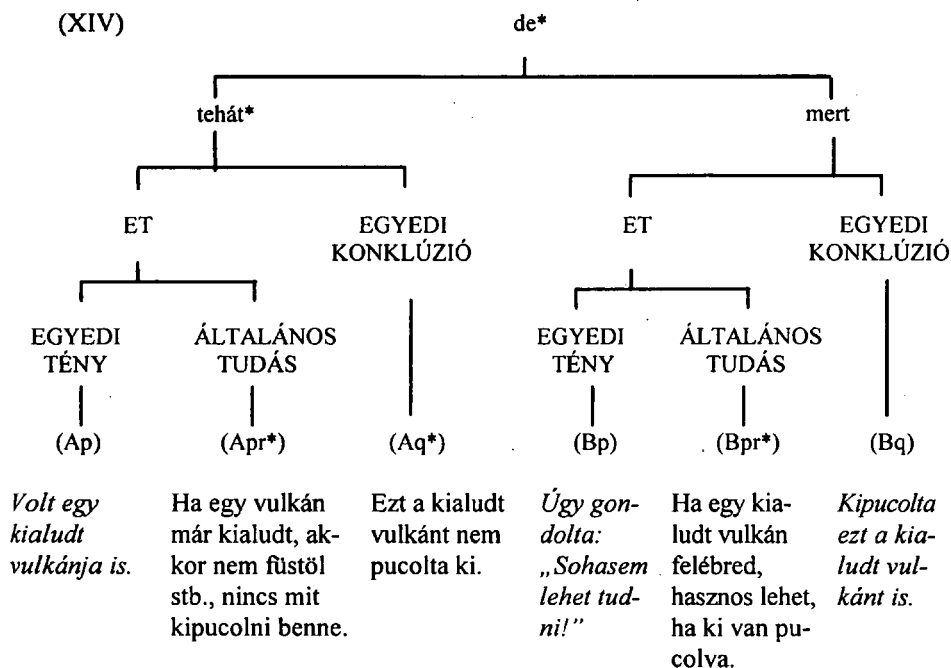 (XIV)
de*
tehát*
mert
ET
EGYEDI
KONKLÚZIÓ
ET
EGYEDI
KONKLÚZIÓ
EGYEDI
TÉNY
ÁLTALÁNOS
TUDÁS
EGYEDI
TÉNY
ÁLTALÁNOS
TUDÁS
(Ap)
(Apr*)
(Aq*)
(Bp)
(Bpr*)
(Bq)
Volt egy
kialudt
vulkánja is.
Ha egy vulkán
már kialudt, ak-
kor nem füstöl
stb., nincs mit
kipucolni benne.
Ezt a kialudt
vulkánt nem
pucolta ki.
Úgy gon-
dolta:
„Sohasem
lehet tud-
ni!”
Ha egy kia-
ludt vulkán
felébred,
hasznos lehet,
ha ki van pu-
colva.
Kipucolta
ezt a kia-
ludt vul-
kánt is.